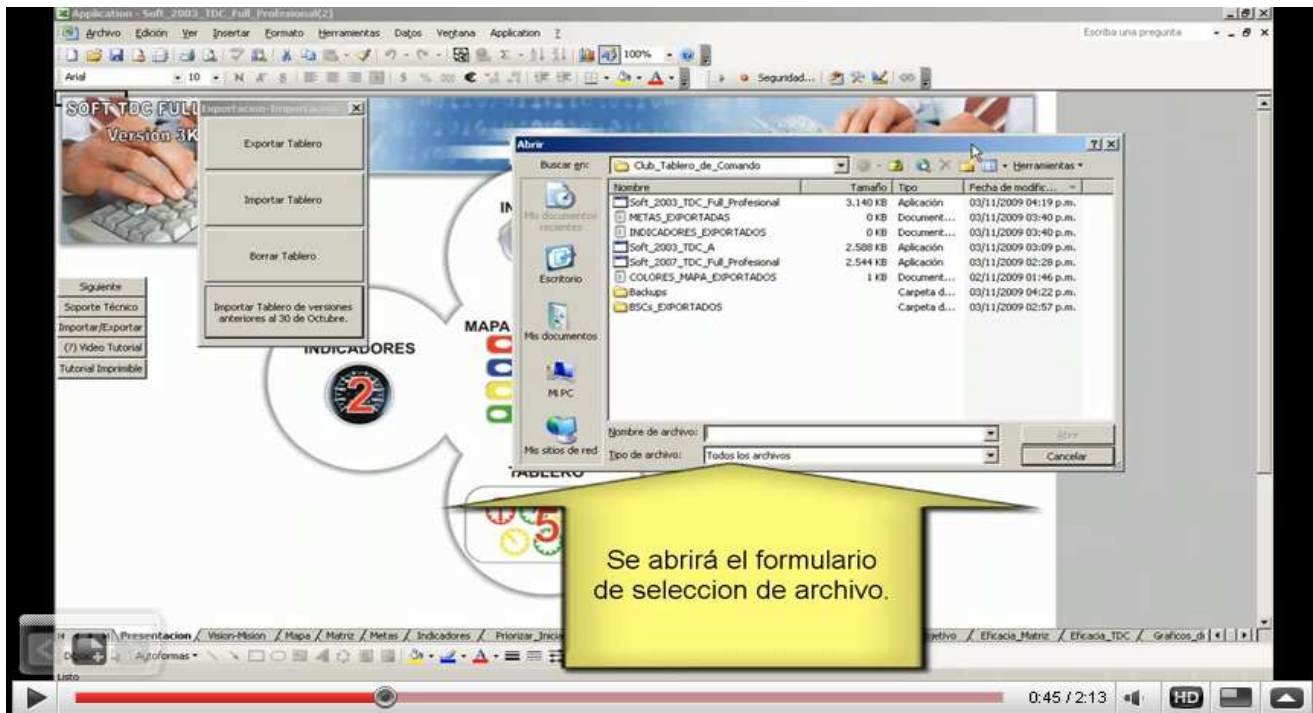 Application - Soft_2003_TDC_Full_Profesional(2)
Archivo Edición Ver Insertar Formato Herramientas Datos Ventana Application ?
Escriba una pregunta
100%
Arial 10 N K S
Seguridad...
SOFT TDC FULL
Versión 3K
Exportacion-Importacion
Exportar Tablero
Importar Tablero
Borrar Tablero
Importar Tablero de versiones
anteriores al 30 de Octubre.
Siguiente
Soporte Técnico
Importar/Exportar
(?) Video Tutorial
Tutorial Imprimible
INDICADORES
2
MAPA
TABLERO
5
Abrir
Buscar en: Club_Tablero_de_Comando
Herramientas
Mis documentos
recientes
Escritorio
Mis documentos
Mi PC
Mis sitios de red
Nombre Tamaño Tipo Fecha de modific...
Soft_2003_TDC_Full_Profesional 3.140 KB Aplicación 03/11/2009 04:19 p.m.
METAS_EXPORTADAS 0 KB Document... 03/11/2009 03:40 p.m.
INDICADORES_EXPORTADOS 0 KB Document... 03/11/2009 03:40 p.m.
Soft_2003_TDC_A 2.588 KB Aplicación 03/11/2009 03:09 p.m.
Soft_2007_TDC_Full_Profesional 2.544 KB Aplicación 03/11/2009 02:28 p.m.
COLORES_MAPA_EXPORTADOS 1 KB Document... 02/11/2009 01:46 p.m.
Backups Carpeta d... 03/11/2009 04:22 p.m.
BSCs_EXPORTADOS Carpeta d... 03/11/2009 02:57 p.m.
Nombre de archivo:
Abrir
Tipo de archivo: Todos los archivos
Cancelar
Se abrirá el formulario
de seleccion de archivo.
Presentacion / Vision-Mision / Mapa / Matriz / Metas / Indicadores / Priorizar_Inicia
jetivo / Eficacia_Matriz / Eficacia_TDC / Graficos_di
Autoformas
Listo
0:45 / 2:13
HD